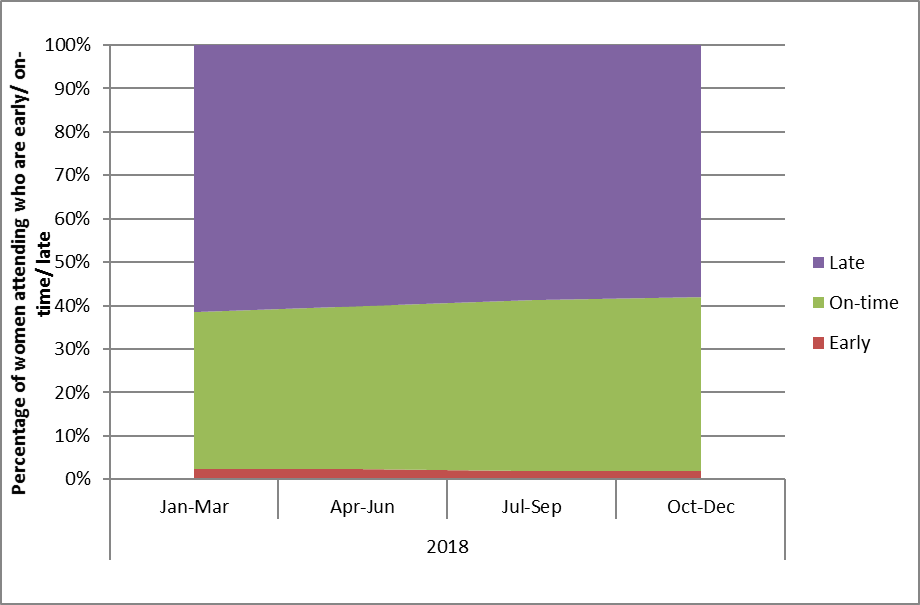 Percentage of women attending who are early/ on-
time/ late
100%
90%
80%
70%
60%
50%
40%
30%
20%
10%
0%
Jan-Mar Apr-Jun Jul-Sep Oct-Dec
2018
Late
On-time
Early